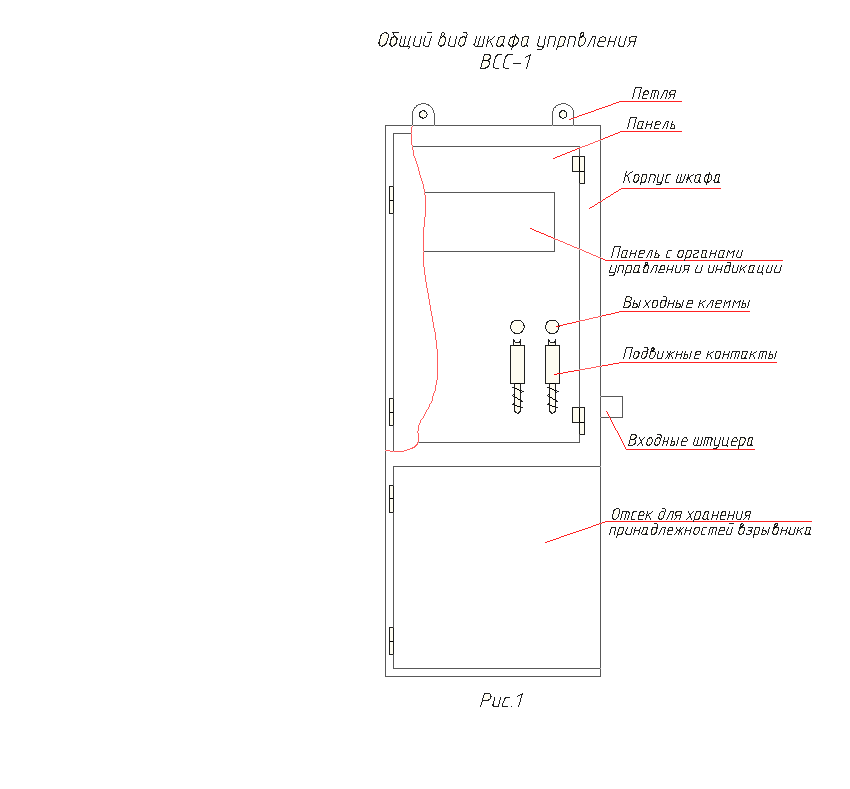 Общий вид шкафа упрпвления
ВСС-1
Петля
Панель
Корпус шкафа
Панель с органами
управления и индикации
Выходные клеммы
Подвижные контакты
Входные штуцера
Отсек для хранения
принадлежностей взрывника
Рис.1